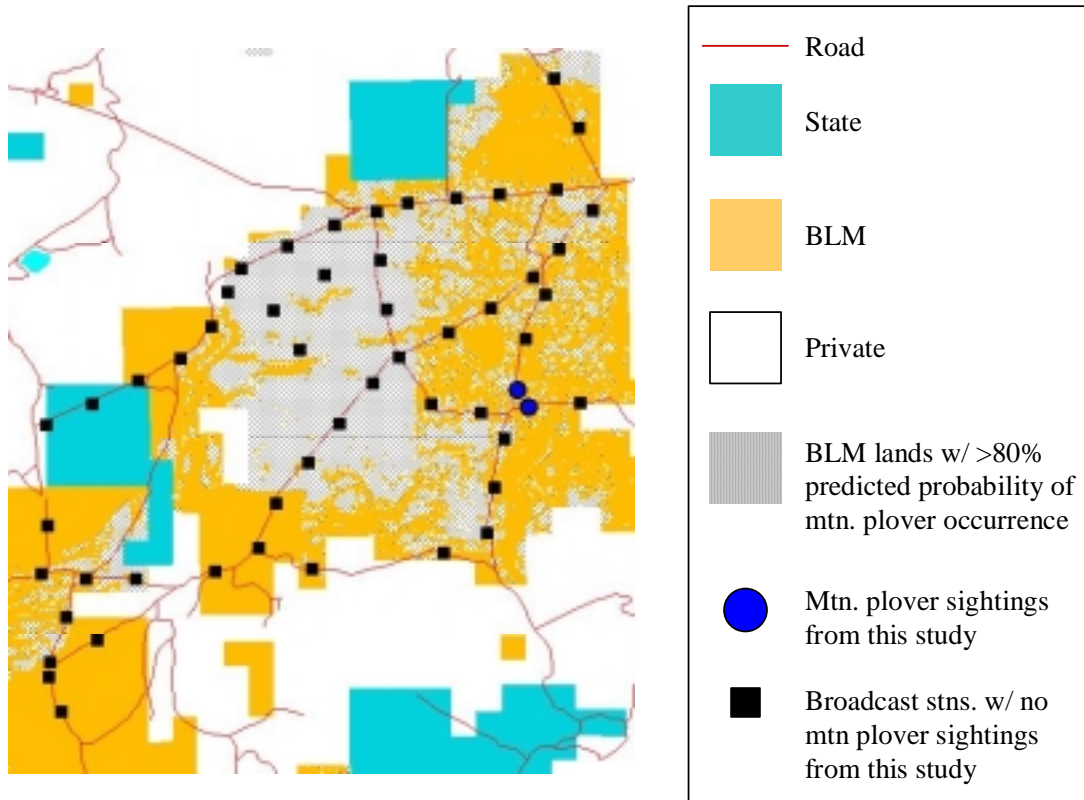 Road
State
BLM
Private
BLM lands w/ >80%
predicted probability of
mtn. plover occurrence
Mtn. plover sightings
from this study
Broadcast stns. w/ no
mtn plover sightings
from this study